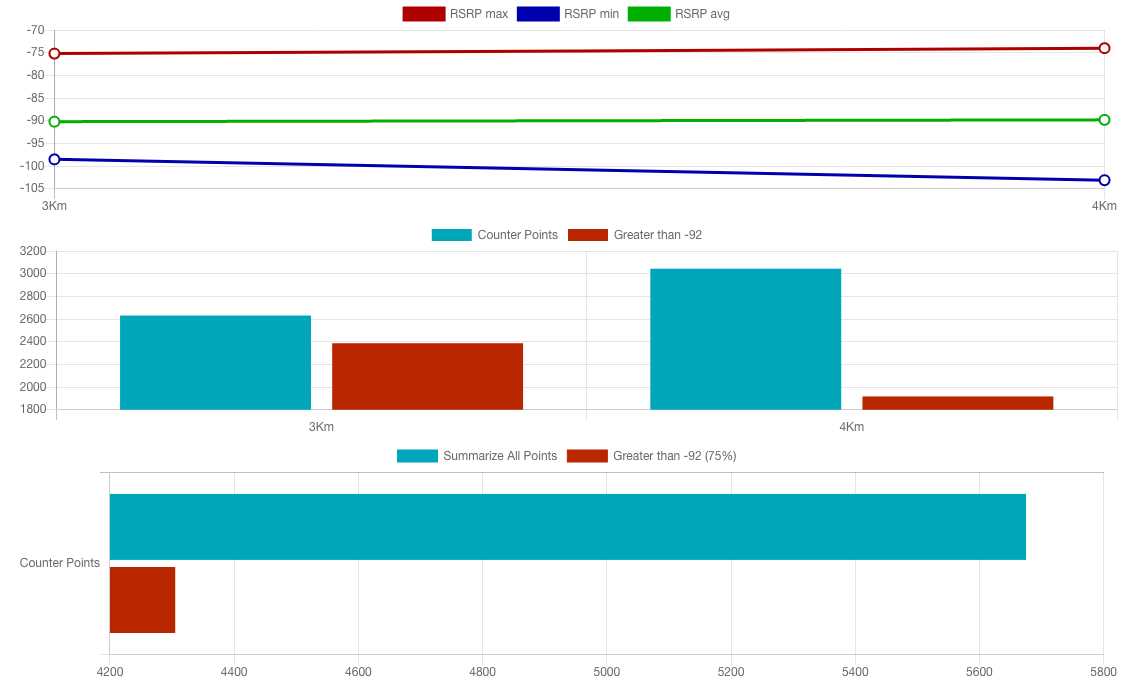 RSRP max RSRP min RSRP avg
-70
-75
-80
-85
-90
-95
-100
-105
3Km 4Km
Counter Points Greater than -92
3200
3000
2800
2600
2400
2200
2000
1800
3Km 4Km
Summarize All Points Greater than -92 (75%)
Counter Points
4200 4400 4600 4800 5000 5200 5400 5600 5800